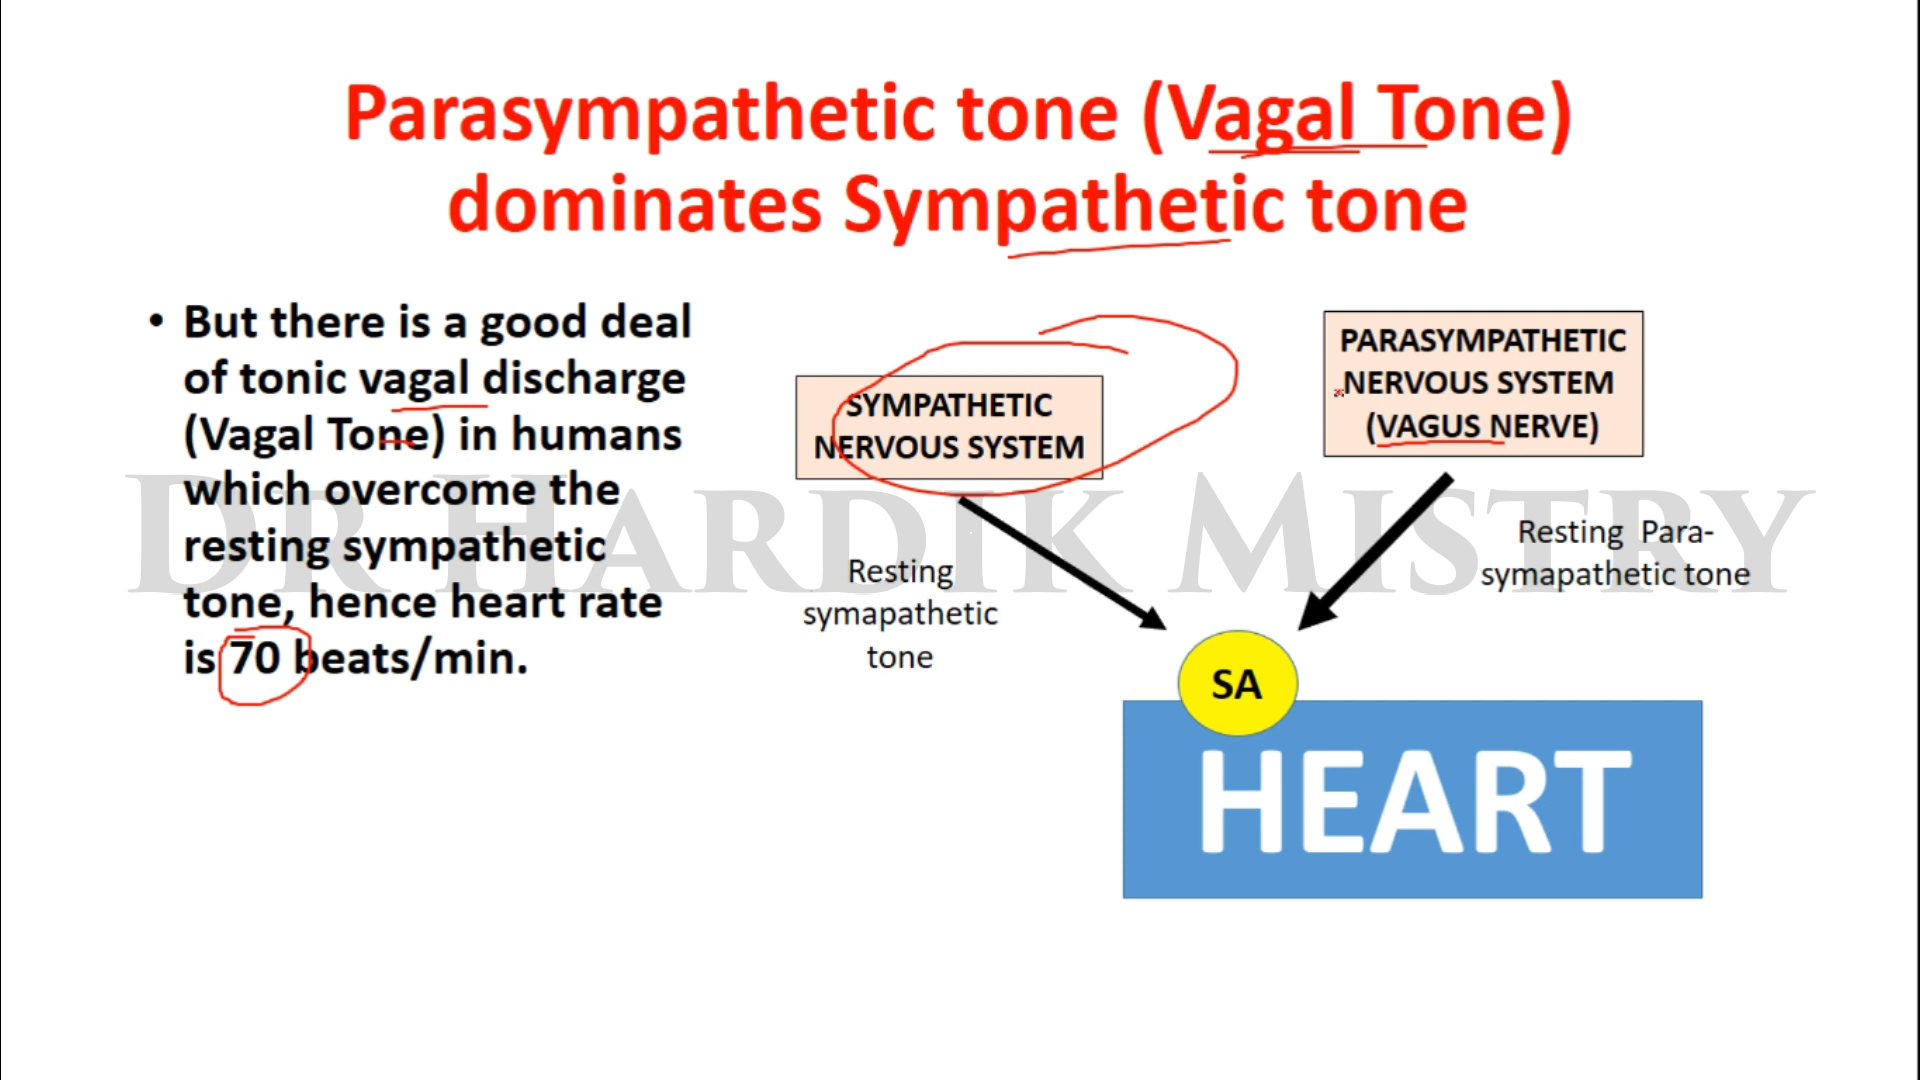 Parasympathetic tone (Vagal Tone)
dominates Sympathetic tone
• But there is a good deal
of tonic vagal discharge
(Vagal Tone) in humans
which overcome the
resting sympathetic
tone, hence heart rate
is 70 beats/min.
SYMPATHETIC
NERVOUS SYSTEM
PARASYMPATHETIC
NERVOUS SYSTEM
(VAGUS NERVE)
Resting
symapathetic
tone
Resting Para-
symapathetic tone
SA
HEART
DR HARDIK MISTRY